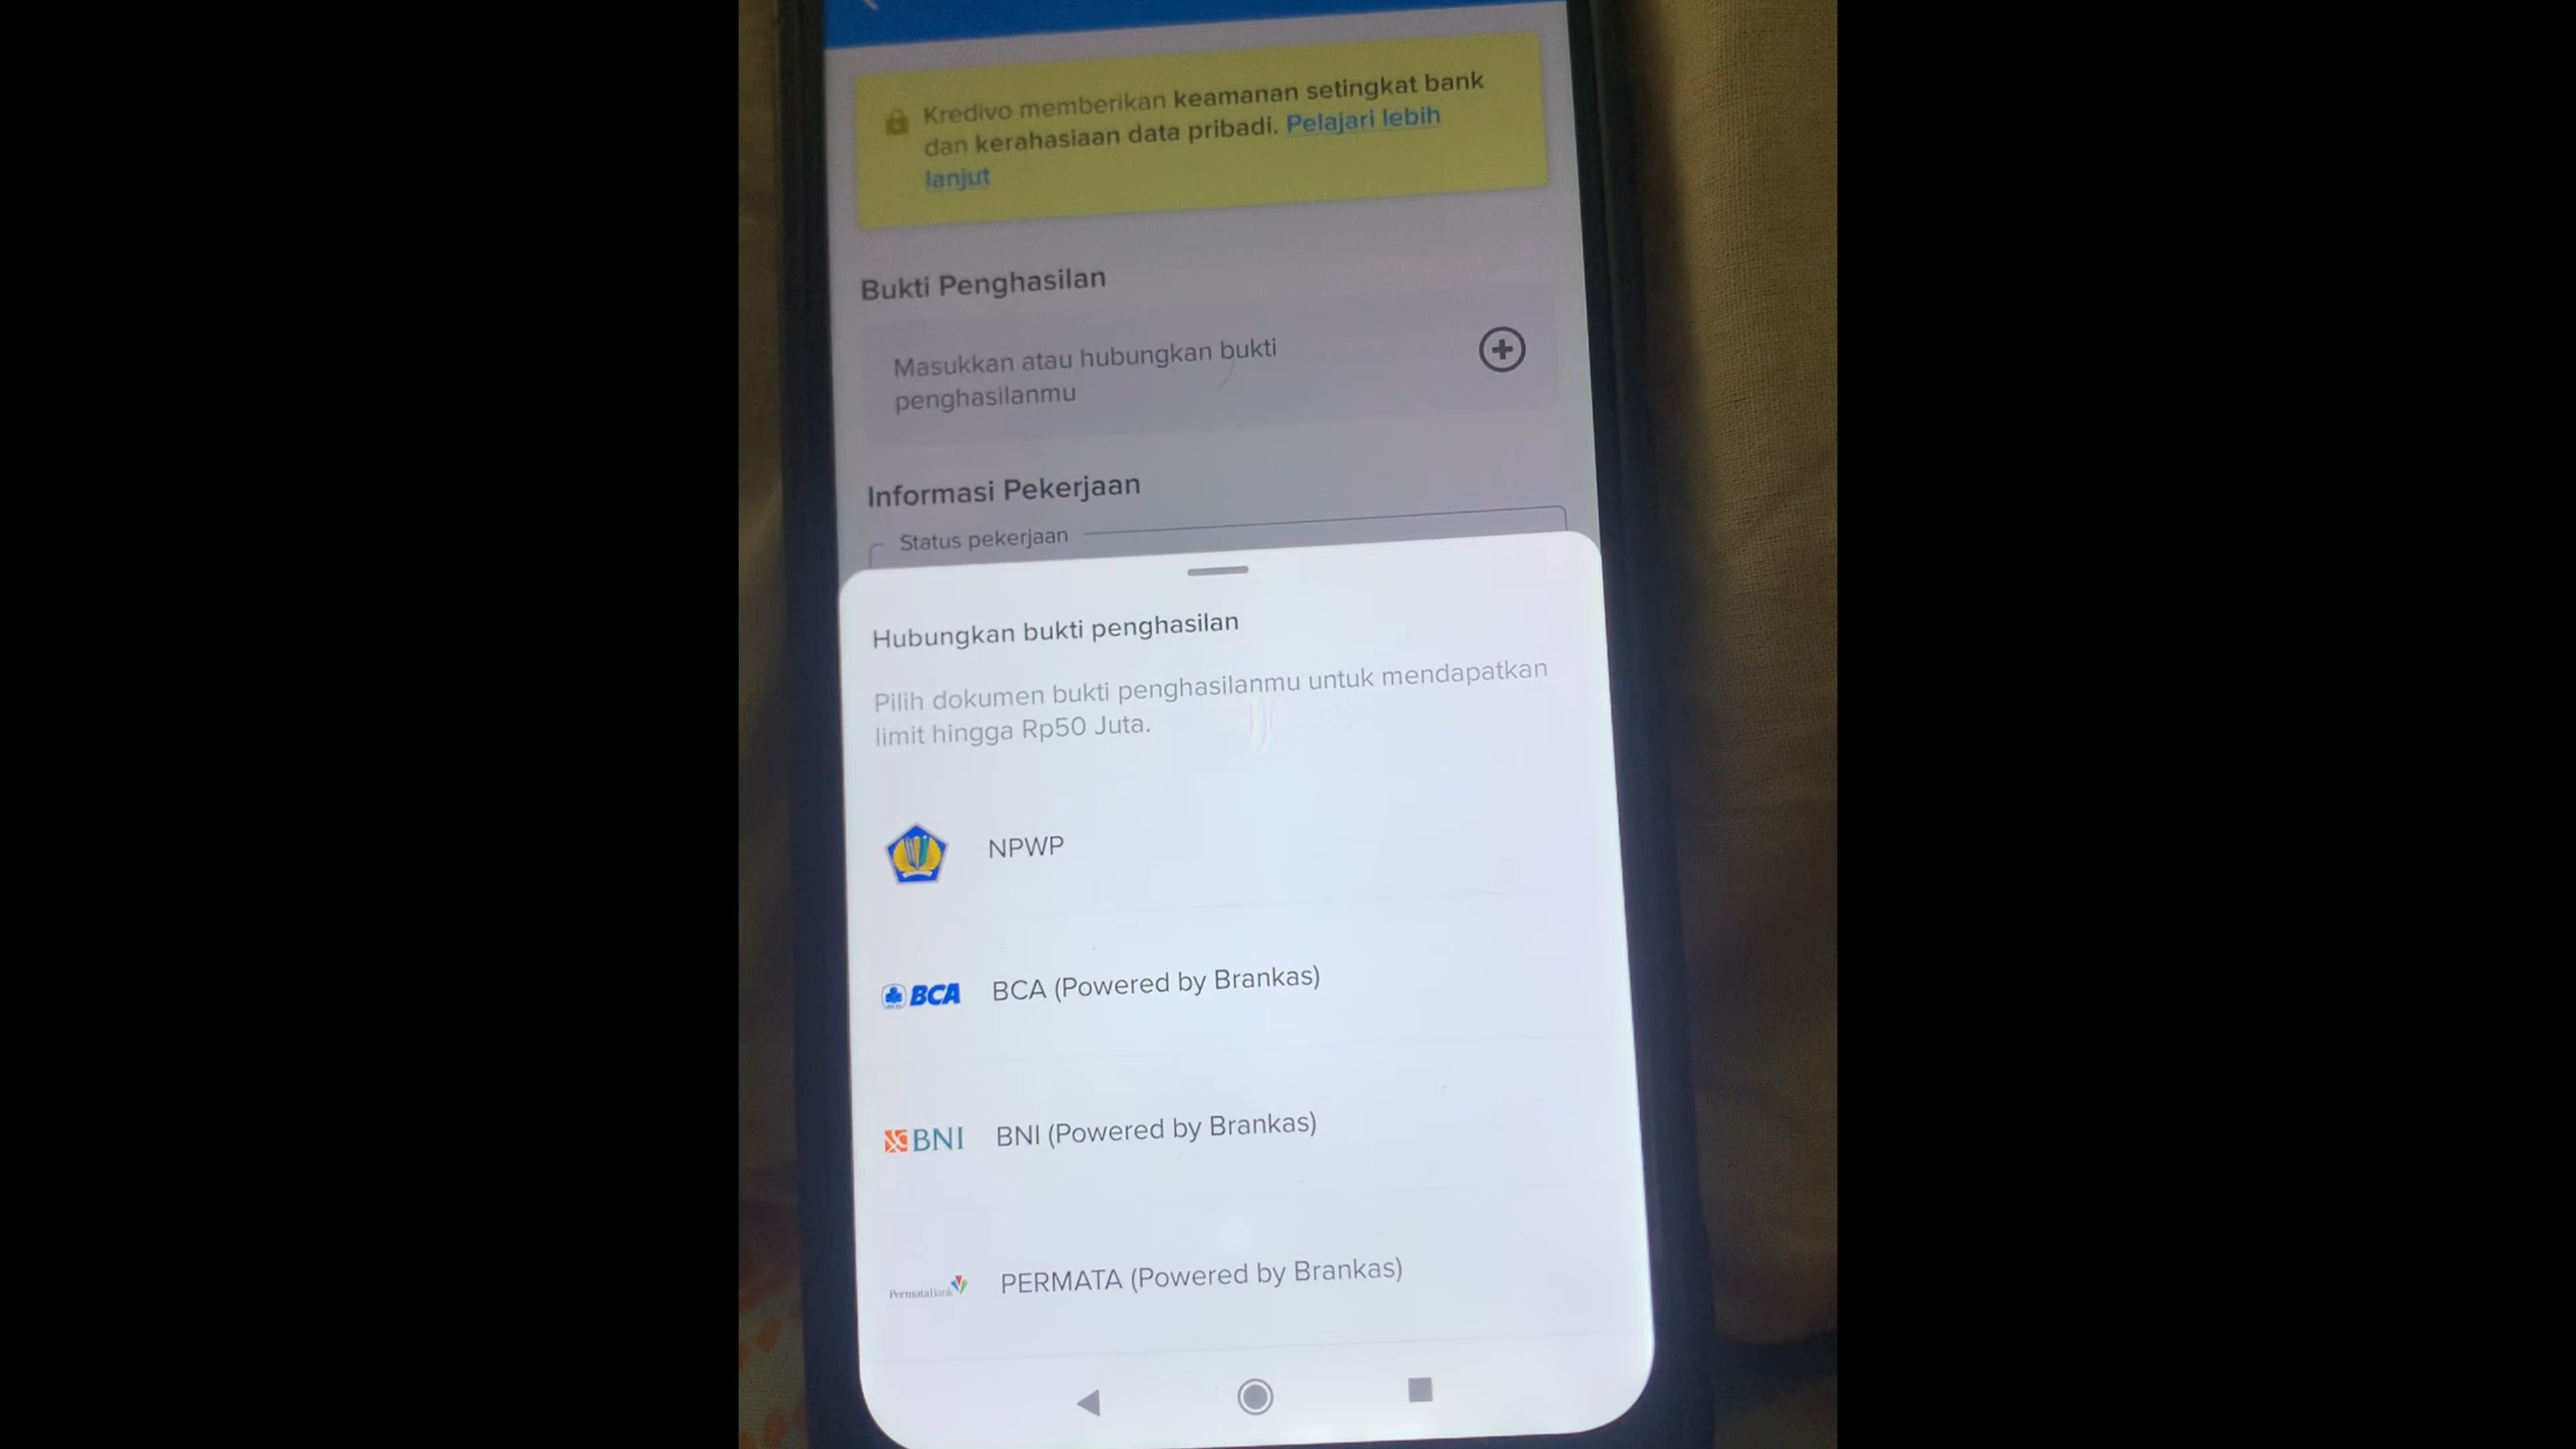 Kredivo memberikan keamanan setingkat bank
dan kerahasiaan data pribadi. Pelajari lebih
lanjut
Bukti Penghasilan
Masukkan atau hubungkan bukti
penghasilanmu
Informasi Pekerjaan
Status pekerjaan
Hubungkan bukti penghasilan
Pilih dokumen bukti penghasilanmu untuk mendapatkan
limit hingga Rp50 Juta.
NPWP
BCA BCA (Powered by Brankas)
BNI BNI (Powered by Brankas)
PermataBank PERMATA (Powered by Brankas)